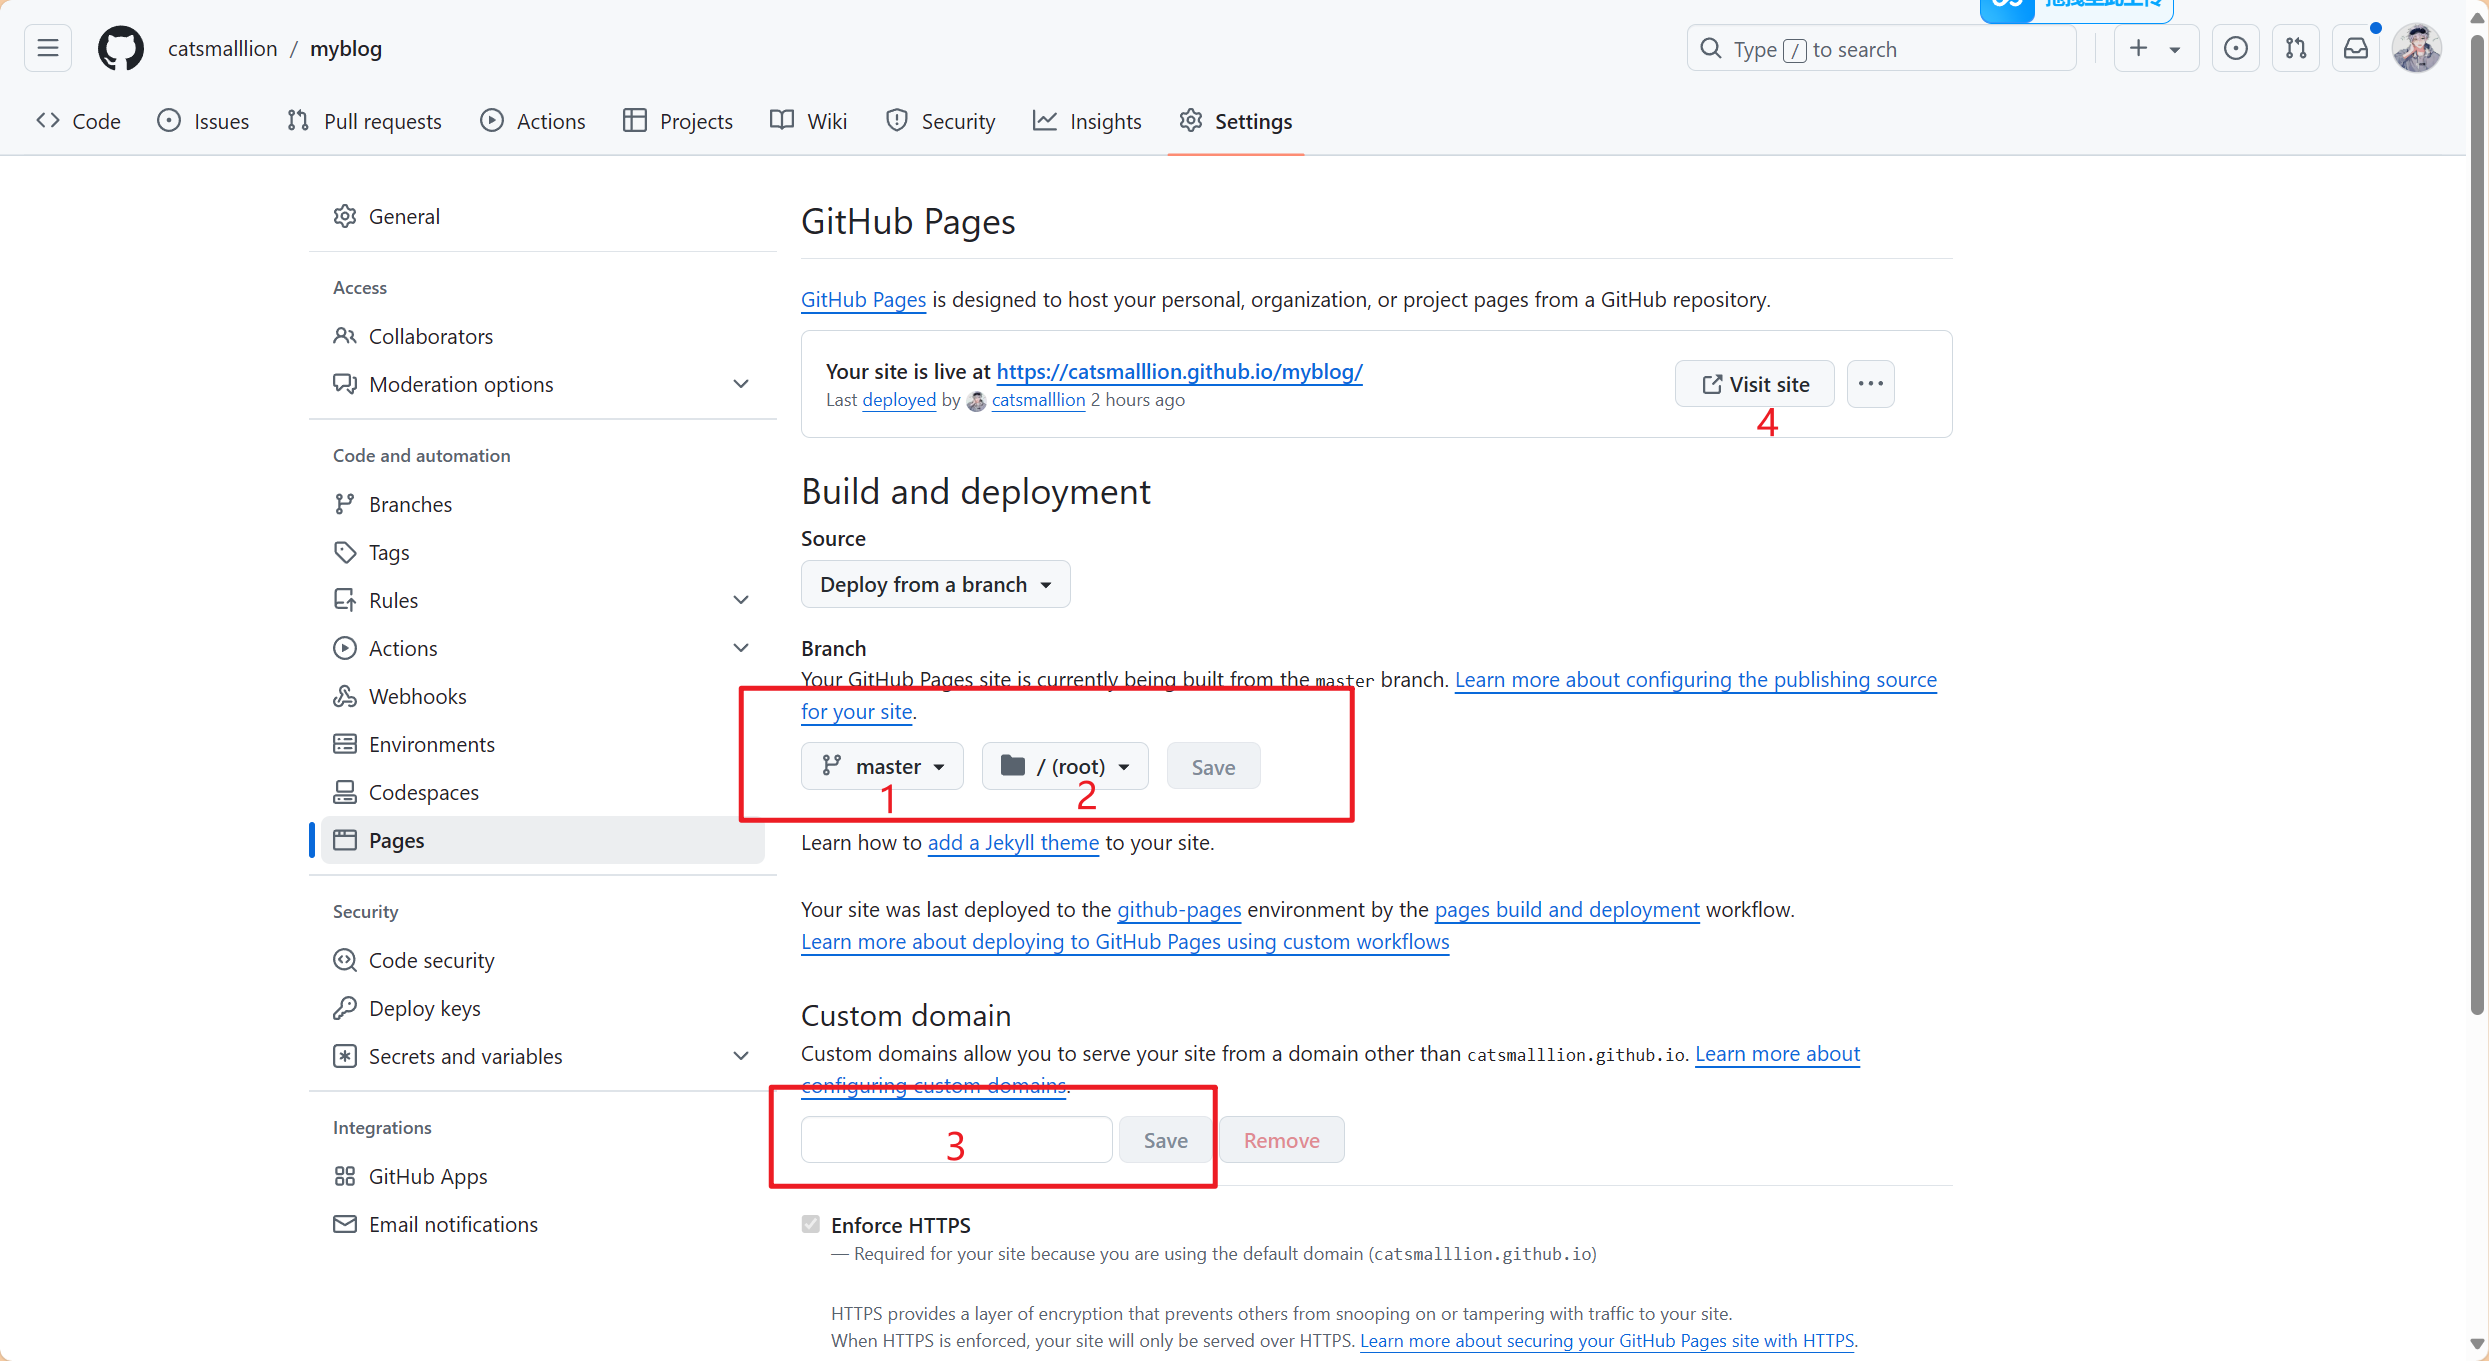 拖拽至此上传
catsmalllion / myblog
Type / to search
Code Issues Pull requests Actions Projects Wiki Security Insights Settings
General
Access
Collaborators
Moderation options
Code and automation
Branches
Tags
Rules
Actions
Webhooks
Environments
Codespaces
Pages
Security
Code security
Deploy keys
Secrets and variables
Integrations
GitHub Apps
Email notifications
GitHub Pages
GitHub Pages is designed to host your personal, organization, or project pages from a GitHub repository.
Your site is live at https://catsmalllion.github.io/myblog/
Last deployed by catsmalllion 2 hours ago
Visit site
4
Build and deployment
Source
Deploy from a branch
Branch
Your GitHub Pages site is currently being built from the master branch. Learn more about configuring the publishing source
for your site.
master / (root) Save
1 2
Learn how to add a Jekyll theme to your site.
Your site was last deployed to the github-pages environment by the pages build and deployment workflow.
Learn more about deploying to GitHub Pages using custom workflows
Custom domain
Custom domains allow you to serve your site from a domain other than catsmalllion.github.io. Learn more about
configuring custom domains.
3 Save Remove
Enforce HTTPS
— Required for your site because you are using the default domain (catsmalllion.github.io)
HTTPS provides a layer of encryption that prevents others from snooping on or tampering with traffic to your site.
When HTTPS is enforced, your site will only be served over HTTPS. Learn more about securing your GitHub Pages site with HTTPS.